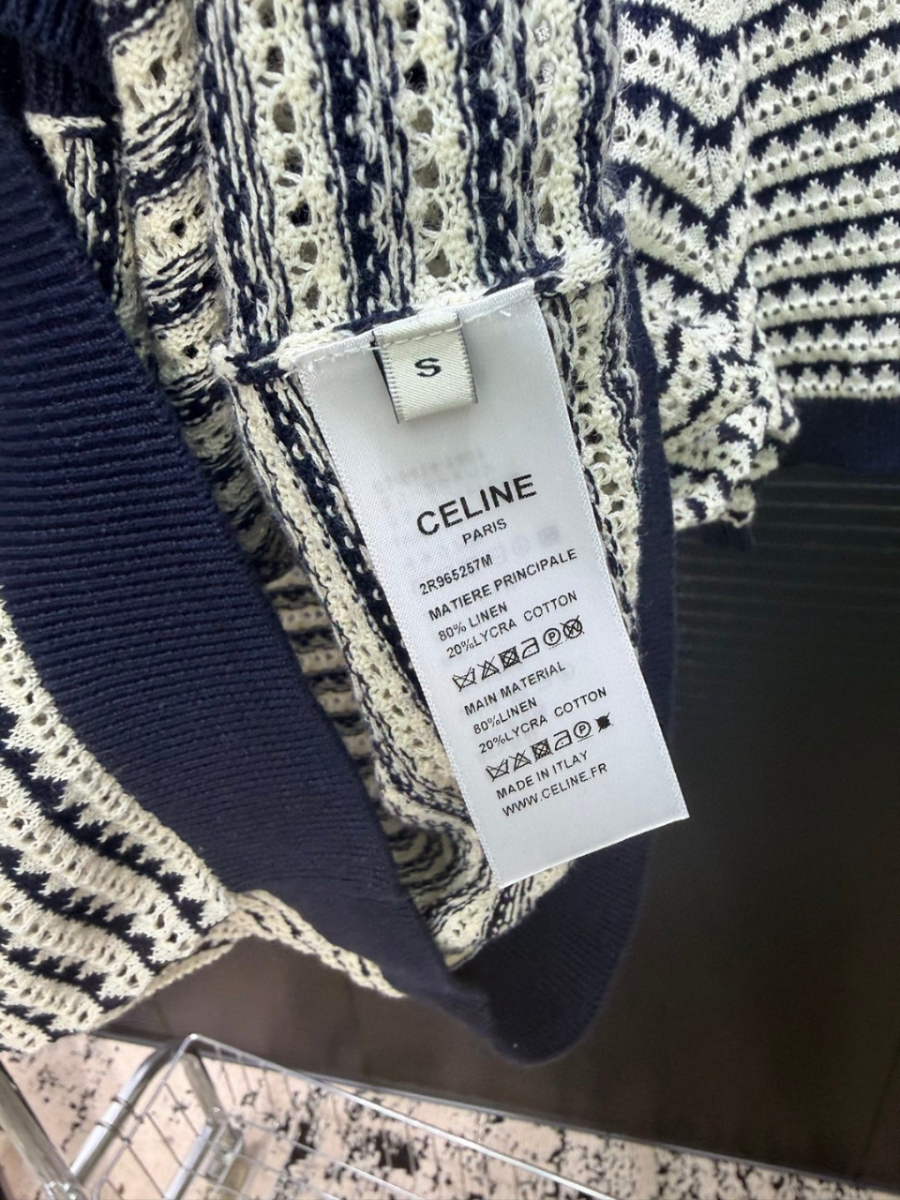 S
CELINE
PARIS
2R965257M
MATIERE PRINCIPALE
80% LINEN
20%LYCRA COTTON
MAIN MATERIAL
80%LINEN
20%LYCRA COTTON
MADE IN ITLAY
WWW.CELINE.FR